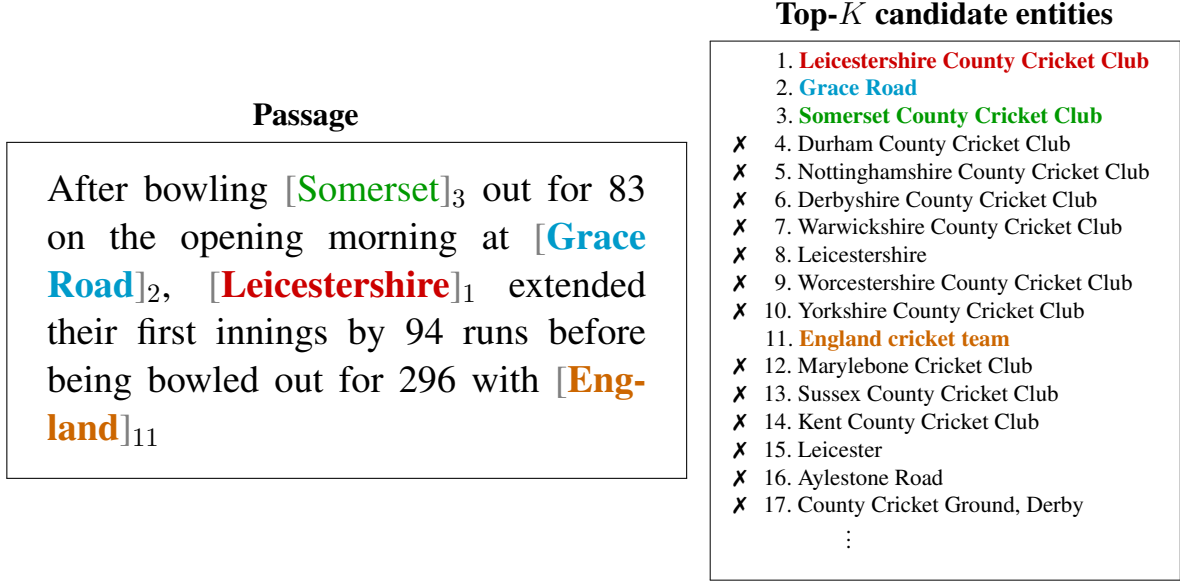 Passage
After bowling [Somerset]3 out for 83
on the opening morning at [Grace
Road]2, [Leicestershire]1 extended
their first innings by 94 runs before
being bowled out for 296 with [Eng-
land]11
Top-K candidate entities
1. Leicestershire County Cricket Club
2. Grace Road
3. Somerset County Cricket Club
✗ 4. Durham County Cricket Club
✗ 5. Nottinghamshire County Cricket Club
✗ 6. Derbyshire County Cricket Club
✗ 7. Warwickshire County Cricket Club
✗ 8. Leicestershire
✗ 9. Worcestershire County Cricket Club
✗ 10. Yorkshire County Cricket Club
11. England cricket team
✗ 12. Marylebone Cricket Club
✗ 13. Sussex County Cricket Club
✗ 14. Kent County Cricket Club
✗ 15. Leicester
✗ 16. Aylestone Road
✗ 17. County Cricket Ground, Derby
⋮